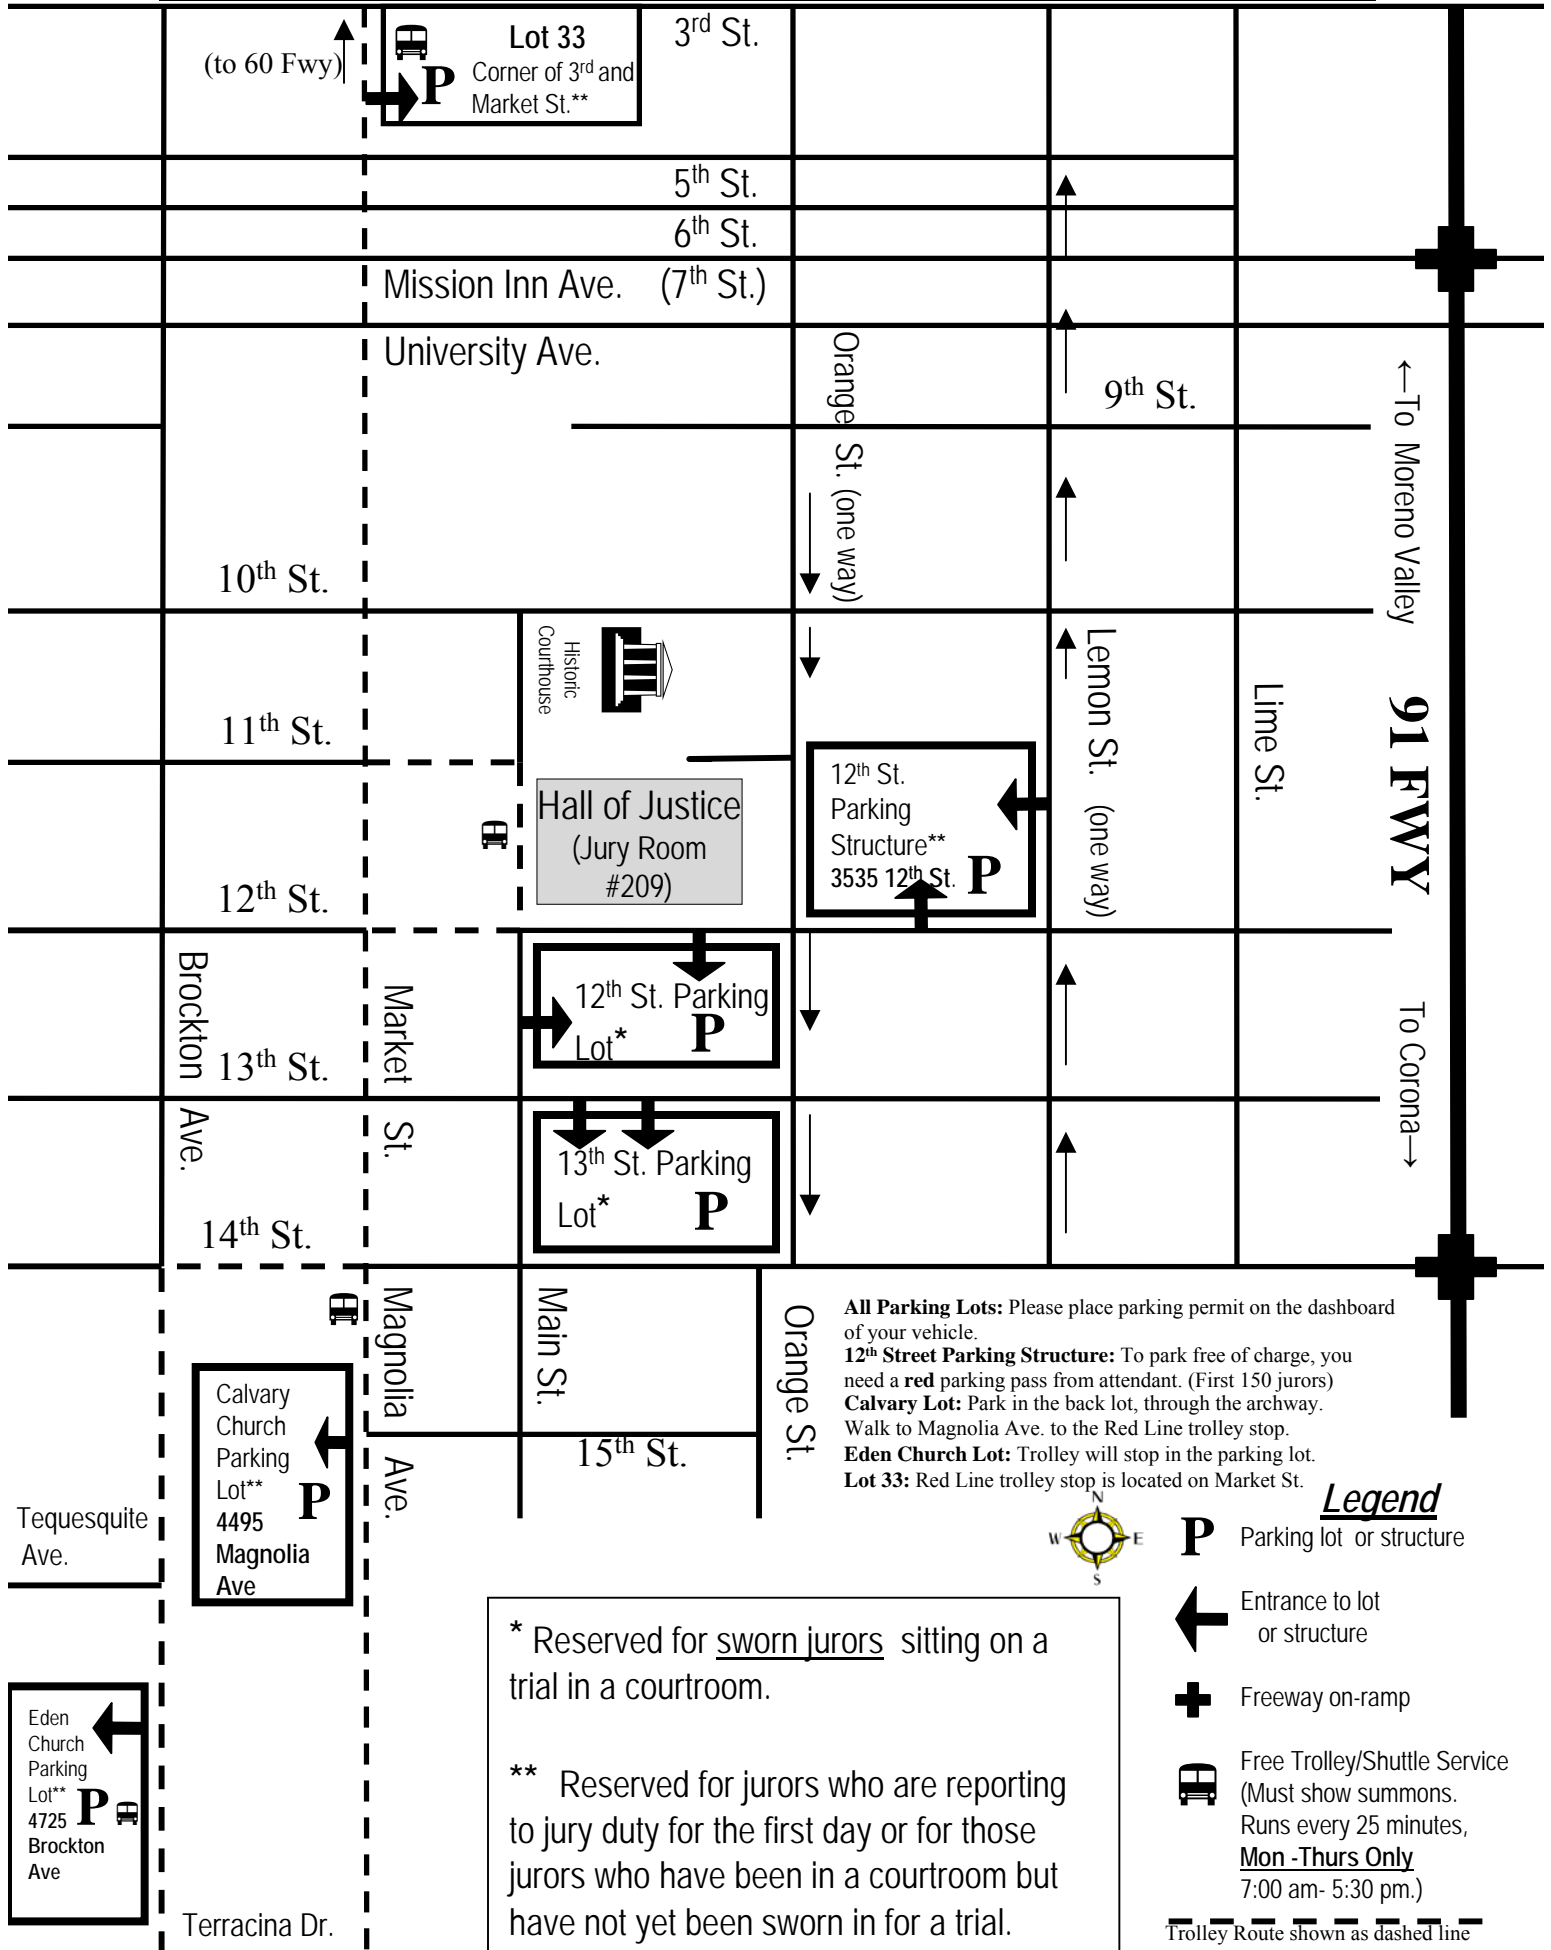 (to 60 Fwy)
Lot 33
Corner of 3rd and
Market St.**
P
3rd St.
5th St.
6th St.
Mission Inn Ave. (7th St.)
University Ave.
Orange St. (one way)
9th St.
←To Moreno Valley
10th St.
Historic
Courthouse
Lemon St. (one way)
Lime St.
91 FWY
11th St.
Hall of Justice
(Jury Room
#209)
12th St.
Parking
Structure**
3535 12th St.
P
12th St.
Brockton Ave.
Market St.
12th St. Parking
Lot*
P
To Corona→
13th St.
13th St. Parking
Lot*
P
14th St.
Magnolia Ave.
Main St.
Orange St.
15th St.
All Parking Lots: Please place parking permit on the dashboard
of your vehicle.
12th Street Parking Structure: To park free of charge, you
need a red parking pass from attendant. (First 150 jurors)
Calvary Lot: Park in the back lot, through the archway.
Walk to Magnolia Ave. to the Red Line trolley stop.
Eden Church Lot: Trolley will stop in the parking lot.
Lot 33: Red Line trolley stop is located on Market St.
Calvary
Church
Parking
Lot**
4495
Magnolia
Ave
P
Tequesquite
Ave.
N
W E
S
Legend
P Parking lot or structure
Entrance to lot
or structure
Freeway on-ramp
Free Trolley/Shuttle Service
(Must show summons.
Runs every 25 minutes,
Mon -Thurs Only
7:00 am- 5:30 pm.)
Trolley Route shown as dashed line
* Reserved for sworn jurors sitting on a
trial in a courtroom.
** Reserved for jurors who are reporting
to jury duty for the first day or for those
jurors who have been in a courtroom but
have not yet been sworn in for a trial.
Eden
Church
Parking
Lot**
4725
Brockton
Ave
P
Terracina Dr.